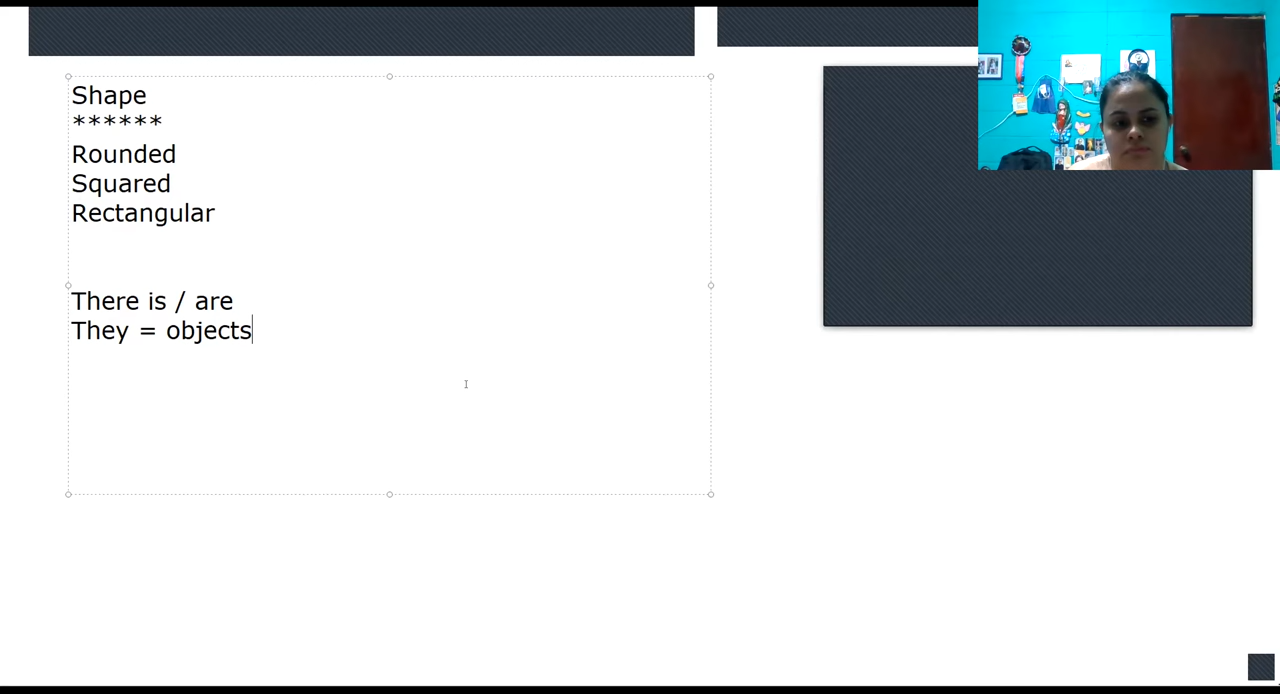 Shape
******
Rounded
Squared
Rectangular
There is / are
They = objects